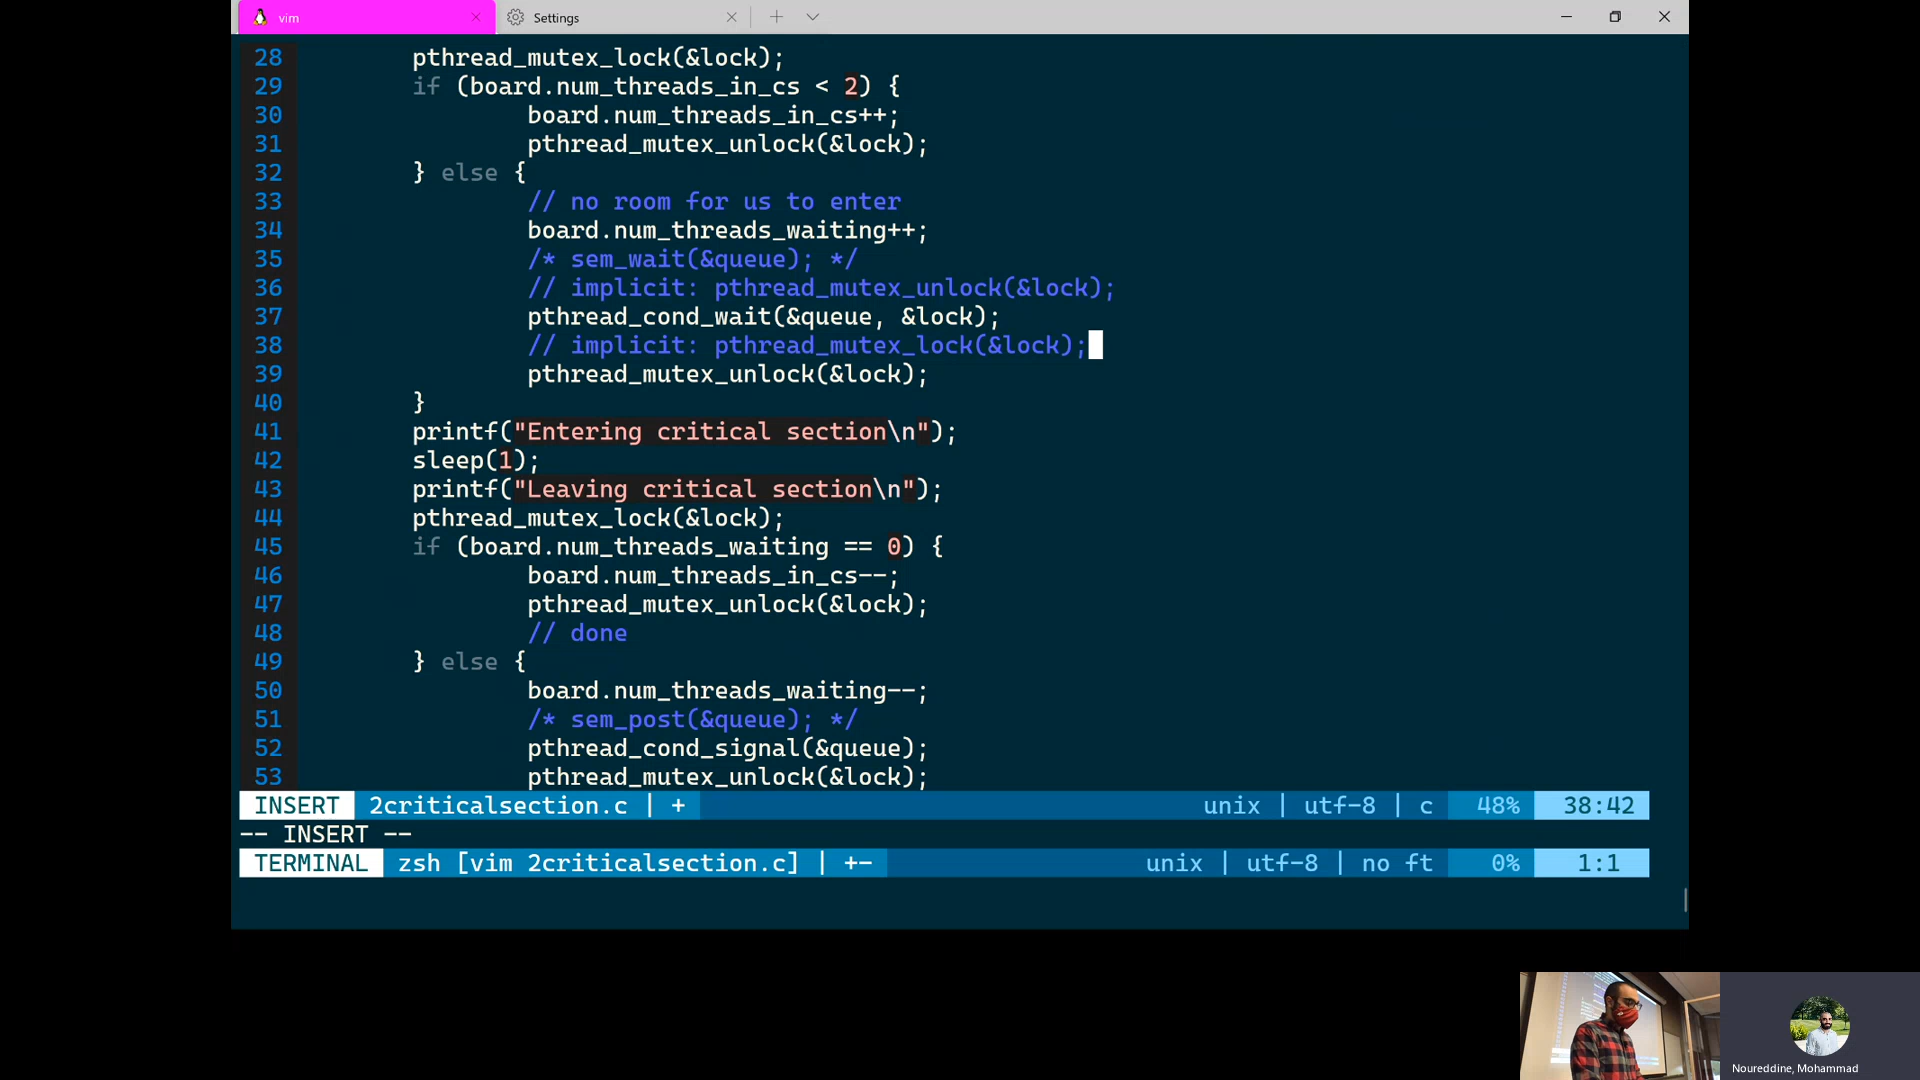 vim
Settings
28 pthread_mutex_lock(&lock);
29 if (board.num_threads_in_cs < 2) {
30 board.num_threads_in_cs++;
31 pthread_mutex_unlock(&lock);
32 } else {
33 // no room for us to enter
34 board.num_threads_waiting++;
35 /* sem_wait(&queue); */
36 // implicit: pthread_mutex_unlock(&lock);
37 pthread_cond_wait(&queue, &lock);
38 // implicit: pthread_mutex_lock(&lock);
39 pthread_mutex_unlock(&lock);
40 }
41 printf("Entering critical section\n");
42 sleep(1);
43 printf("Leaving critical section\n");
44 pthread_mutex_lock(&lock);
45 if (board.num_threads_waiting == 0) {
46 board.num_threads_in_cs--;
47 pthread_mutex_unlock(&lock);
48 // done
49 } else {
50 board.num_threads_waiting--;
51 /* sem_post(&queue); */
52 pthread_cond_signal(&queue);
53 pthread_mutex_unlock(&lock);
INSERT 2criticalsection.c | + unix | utf-8 | c 48% 38:42
-- INSERT --
TERMINAL zsh [vim 2criticalsection.c] | +- unix | utf-8 | no ft 0% 1:1
Noureddine, Mohammad